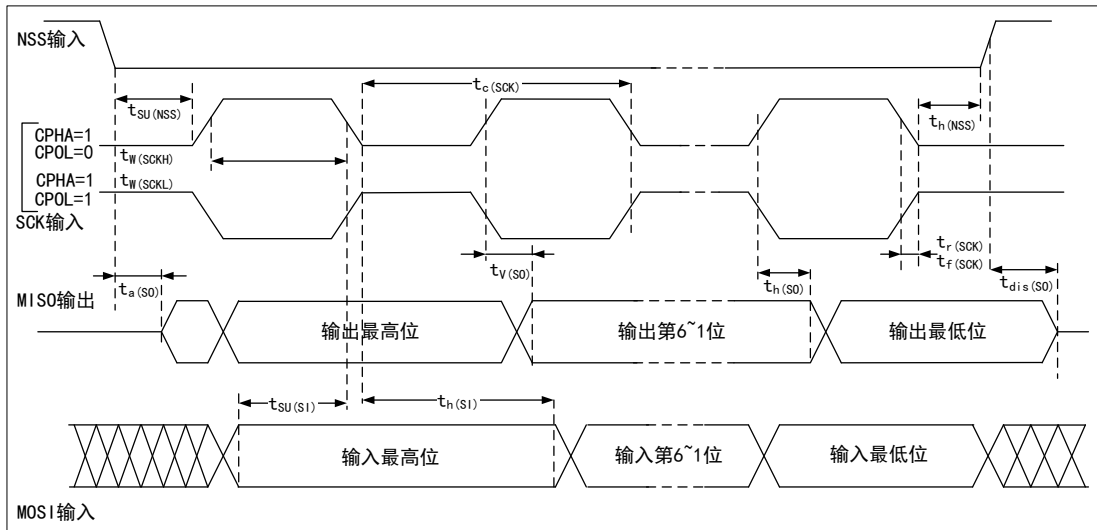 NSS输入
tc(SCK)
tSU(NSS)
th(NSS)
CPHA=1
CPOL=0
tW(SCKH)
CPHA=1
tW(SCKL)
CPOL=1
SCK输入
tr(SCK)
tV(SO)
tf(SCK)
ta(SO)
th(SO)
tdis(SO)
MISO输出
输出最高位
输出第6~1位
输出最低位
tSU(SI)
th(SI)
输入最高位
输入第6~1位
输入最低位
MOSI输入